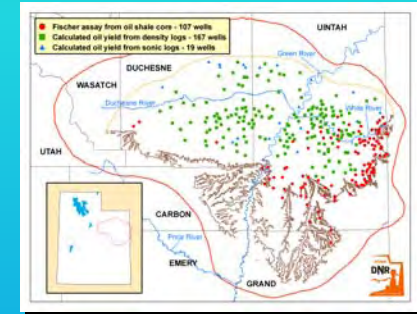 Fischer assay from oil shale core - 107 wells
Calculated oil yield from density logs - 167 wells
Calculated oil yield from sonic logs - 19 wells
UINTAH
DUCHESNE
Green River
WASATCH
Duchesne River
White River
UTAH
CARBON
Price River
EMERY
GRAND
DNR